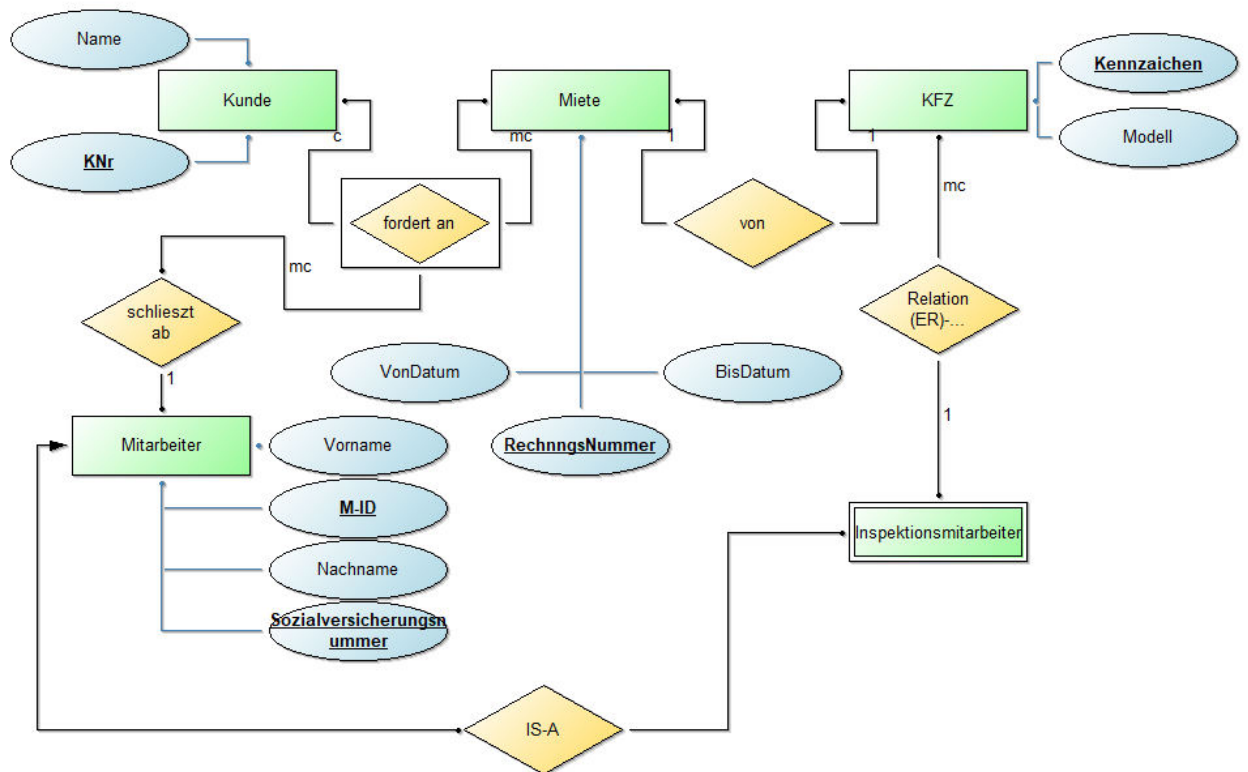 Name
Kunde
Miete
KFZ
Kennzaichen
c
mc
1
1
KNr
Modell
fordert an
von
mc
mc
schlieszt
ab
Relation
(ER)-...
1
VonDatum
BisDatum
1
Mitarbeiter
Vorname
RechnngsNummer
M-ID
Inspektionsmitarbeiter
Nachname
Sozialversicherungsn
ummer
IS-A